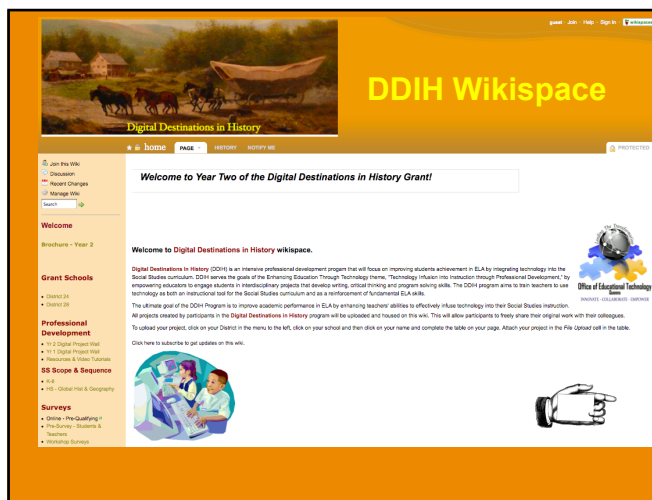 guest · Join · Help · Sign In · wikispaces
DDIH Wikispace
Digital Destinations in History
home PAGE HISTORY NOTIFY ME PROTECTED
Join this Wiki
Discussion
Recent Changes
Manage Wiki
Search
Welcome
Brochure - Year 2
Grant Schools
District 24
District 28
Professional
Development
Yr 2 Digital Project Wall
Yr 1 Digital Project Wall
Resources & Video Tutorials
SS Scope & Sequence
K-8
HS - Global Hist & Geography
Surveys
Online - Pre-Qualifying
Pre-Survey - Students &
Teachers
Workshop Surveys
Welcome to Year Two of the Digital Destinations in History Grant!
Welcome to Digital Destinations in History wikispace.
Digital Destinations in History (DDIH) is an intensive professional development progam that will focus on improving students achievement in ELA by integrating technology into the
Social Studies curriculum. DDIH serves the goals of the Enhancing Education Through Technology theme, "Technology infusion into Instruction through Professional Development," by
empowering educators to engage students in interdisciplinary projects that develop writing, critical thinking and program solving skills. The DDIH program aims to train teachers to use
technology as both an instructional tool for the Social Studies curriculum and as a reinforcement of fundamental ELA skills.
The ultimate goal of the DDIH Program is to improve academic performance in ELA by enhancing teachers' abilities to effectively infuse technology into their Social Studies instruction.
All projects created by participants in the Digital Destinations in History program will be uploaded and housed on this wiki. This will allow participants to freely share their original work with their colleagues.
To upload your project, click on your District in the menu to the left, click on your school and then click on your name and complete the table on your page. Attach your project in the File Upload cell in the table.
Click here to subscribe to get updates on this wiki.
Office of Educational Technology
Queens
INNOVATE · COLLABORATE · EMPOWER